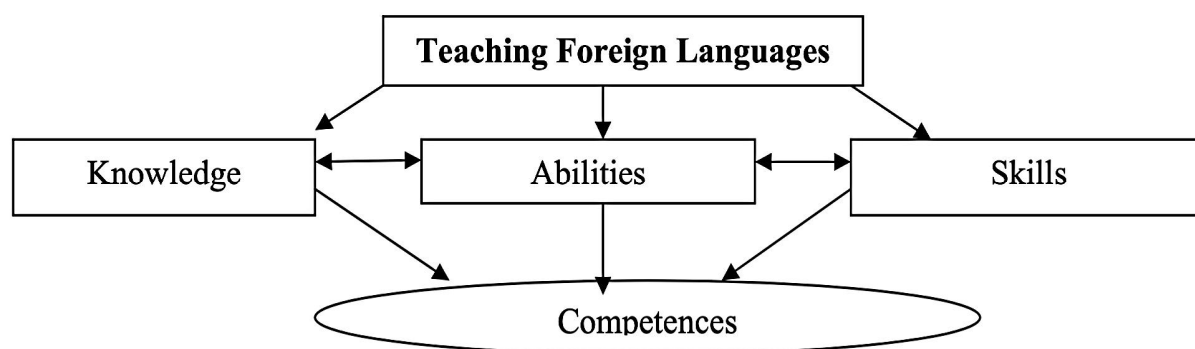 Teaching Foreign Languages
Knowledge
Abilities
Skills
Competences